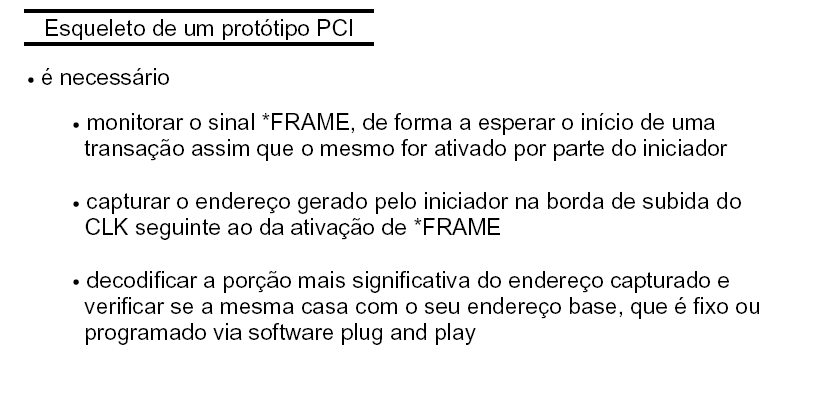 Esqueleto de um protótipo PCI
• é necessário
• monitorar o sinal *FRAME, de forma a esperar o início de uma
transação assim que o mesmo for ativado por parte do iniciador
• capturar o endereço gerado pelo iniciador na borda de subida do
CLK seguinte ao da ativação de *FRAME
• decodificar a porção mais significativa do endereço capturado e
verificar se a mesma casa com o seu endereço base, que é fixo ou
programado via software plug and play